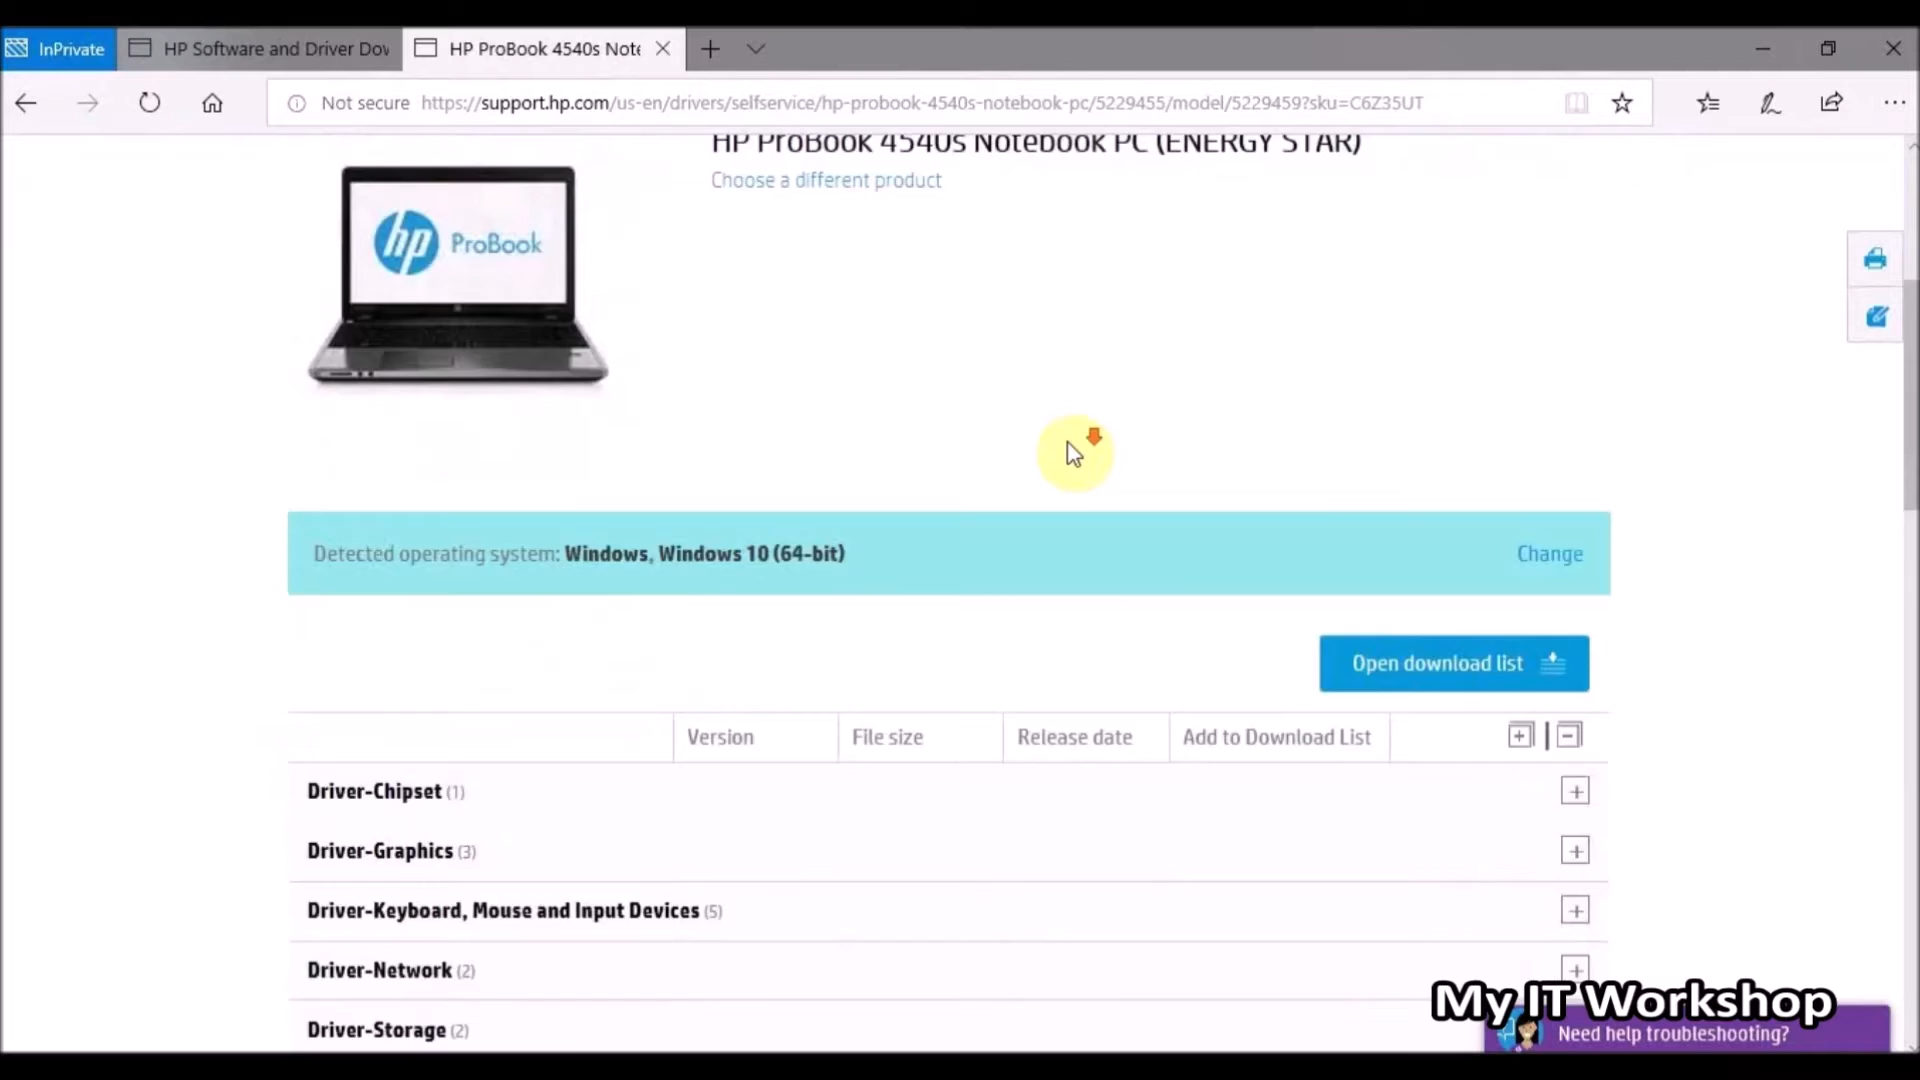 InPrivate
HP Software and Driver Dov
HP ProBook 4540s Note
Not secure
https://support.hp.com/us-en/drivers/selfservice/hp-probook-4540s-notebook-pc/5229455/model/5229459?sku=C6Z35UT
HP ProBook 4540s Notebook PC (ENERGY STAR)
Choose a different product
hp ProBook
Detected operating system: Windows, Windows 10 (64-bit)
Change
Open download list
Version
File size
Release date
Add to Download List
Driver-Chipset (1)
Driver-Graphics (3)
Driver-Keyboard, Mouse and Input Devices (5)
Driver-Network (2)
Driver-Storage (2)
My IT Workshop
Need help troubleshooting?